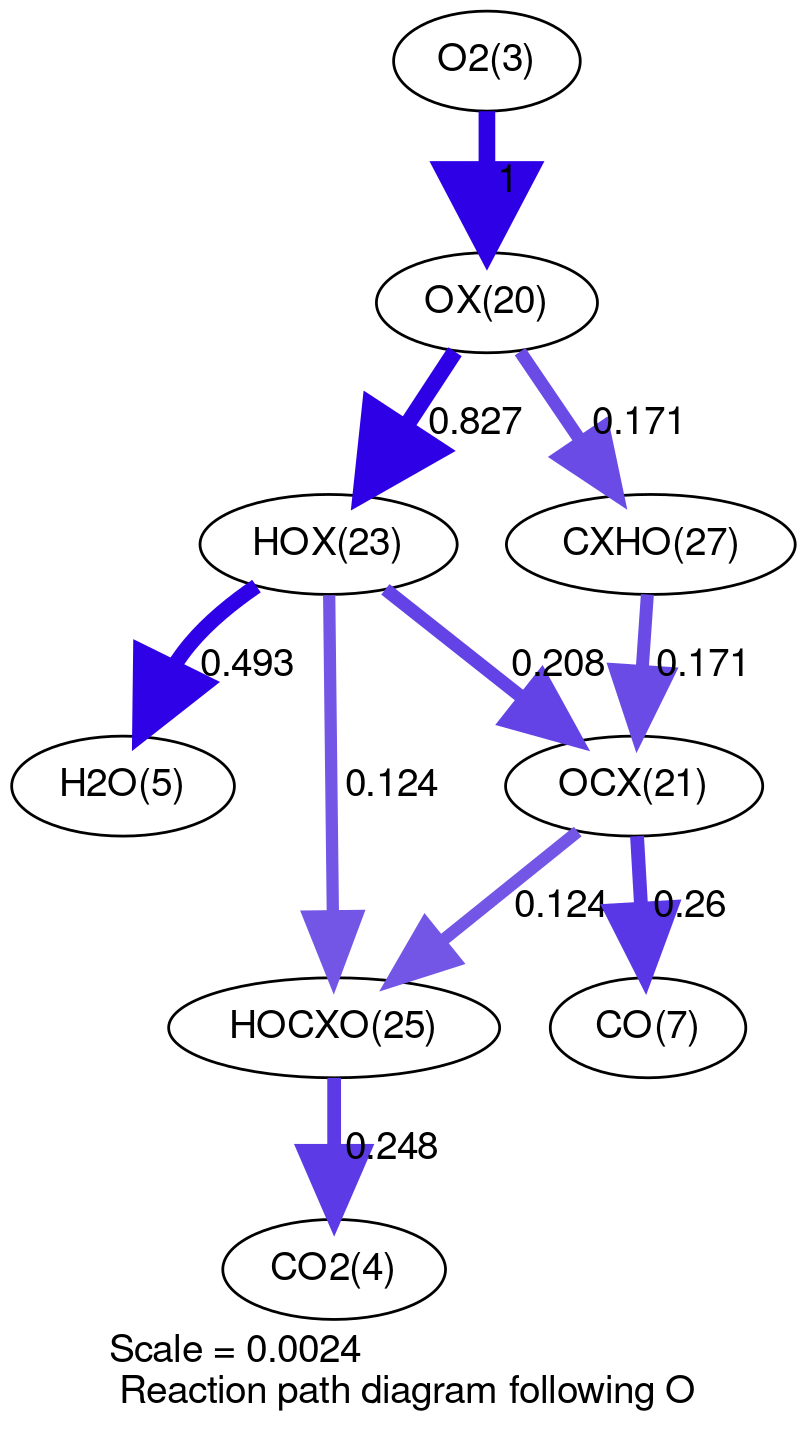 O2(3)
1
OX(20)
0.827
0.171
HOX(23)
CXHO(27)
0.493
0.208
0.171
H2O(5)
0.124
OCX(21)
0.124
0.26
HOCXO(25)
CO(7)
0.248
CO2(4)
Scale = 0.0024
Reaction path diagram following O